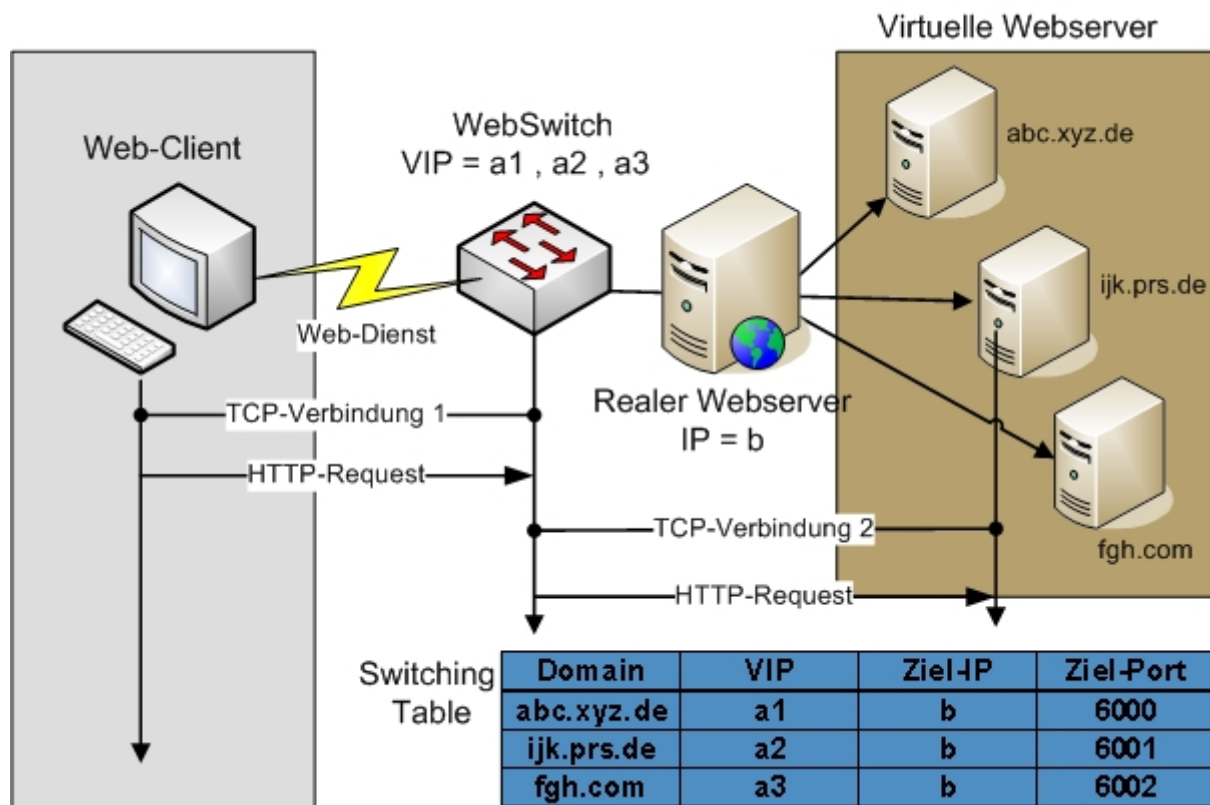 Virtuelle Webserver
Web-Client
WebSwitch
VIP = a1 , a2 , a3
abc.xyz.de
ijk.prs.de
fgh.com
Web-Dienst
Realer Webserver
IP = b
TCP-Verbindung 1
HTTP-Request
TCP-Verbindung 2
HTTP-Request
Switching
Table
Domain VIP Ziel-IP Ziel-Port
abc.xyz.de a1 b 6000
ijk.prs.de a2 b 6001
fgh.com a3 b 6002